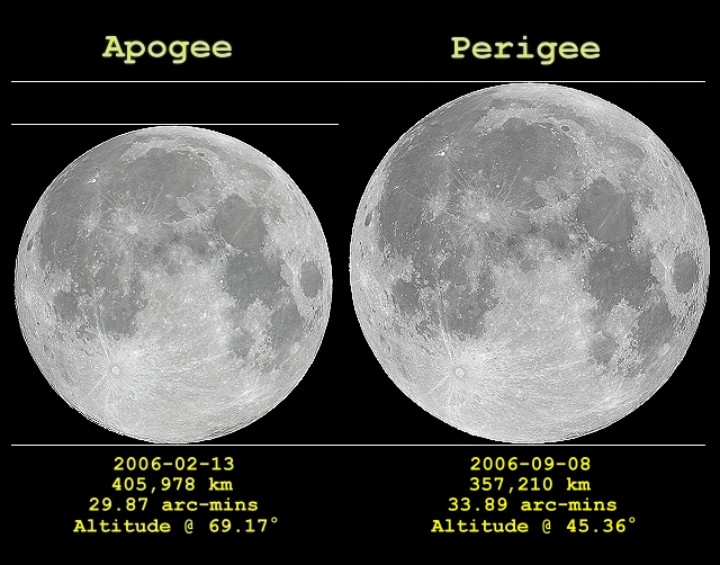 Apogee
Perigee
2006-02-13
405,978 km
29.87 arc-mins
Altitude @ 69.17°
2006-09-08
357,210 km
33.89 arc-mins
Altitude @ 45.36°